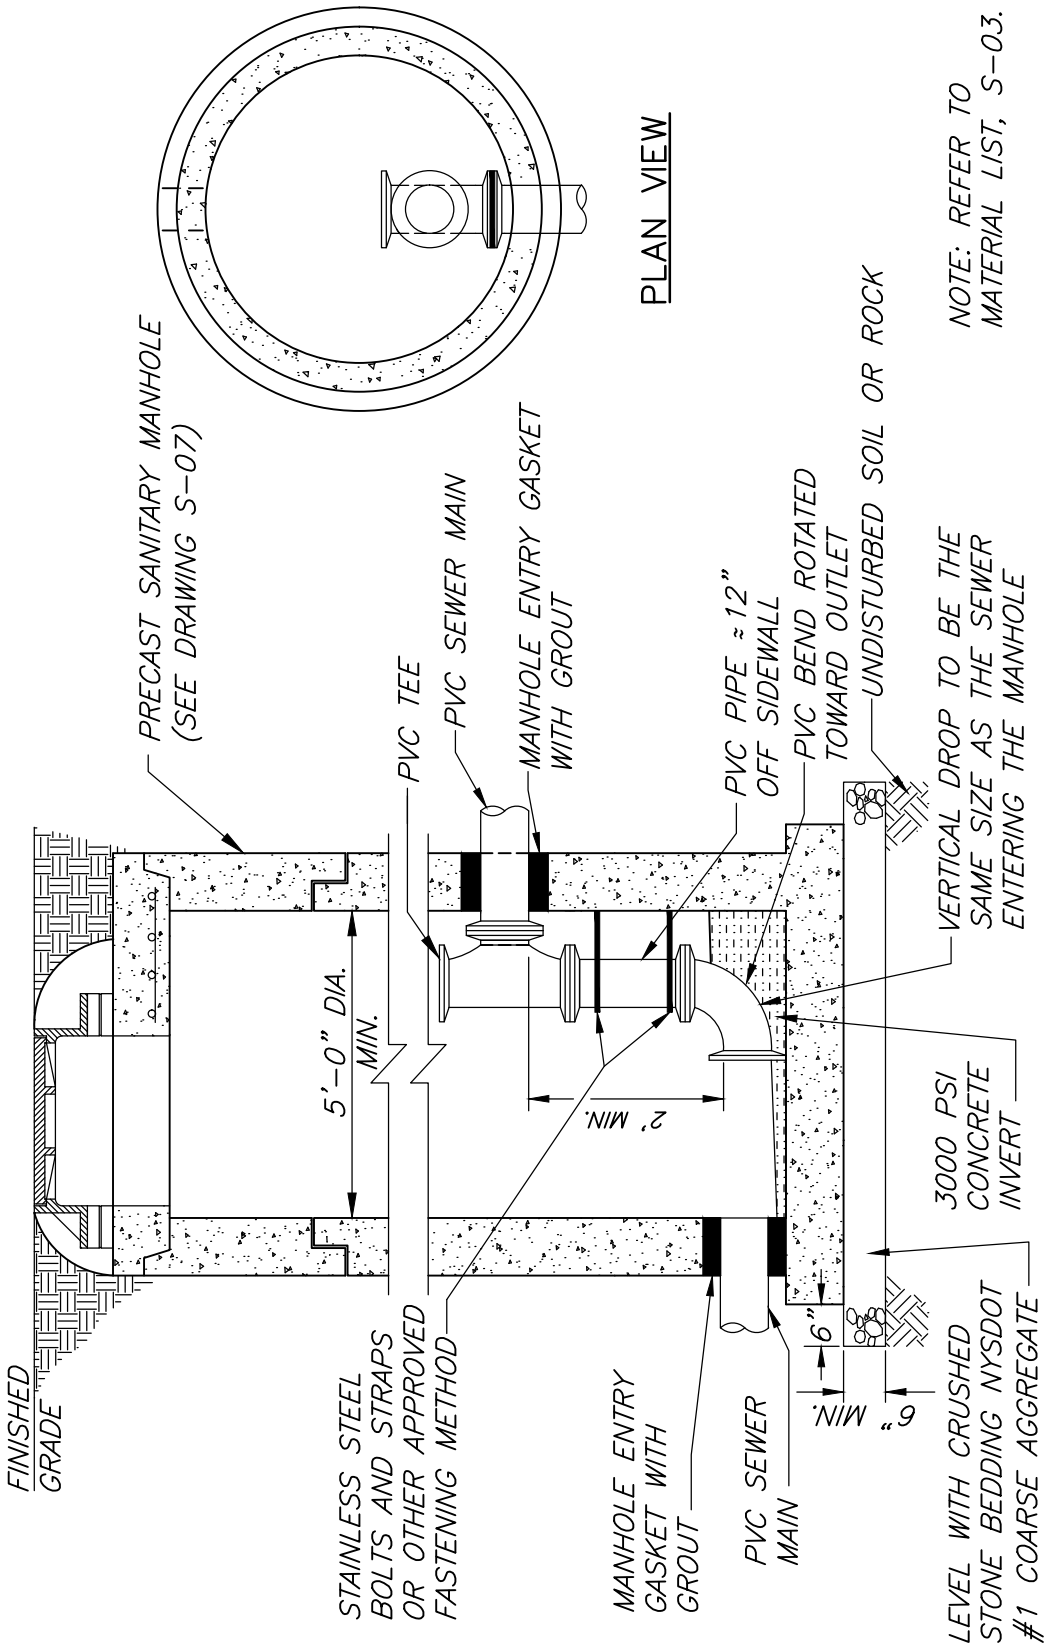 FINISHED
GRADE
PRECAST SANITARY MANHOLE
(SEE DRAWING S-07)
5'-0" DIA.
MIN.
STAINLESS STEEL
BOLTS AND STRAPS
OR OTHER APPROVED
FASTENING METHOD
PVC TEE
PVC SEWER MAIN
MANHOLE ENTRY GASKET
WITH GROUT
2' MIN.
MANHOLE ENTRY
GASKET WITH
GROUT
PVC SEWER
MAIN
PVC PIPE ≈12"
OFF SIDEWALL
PVC BEND ROTATED
TOWARD OUTLET
UNDISTURBED SOIL OR ROCK
6"
6"
MIN.
LEVEL WITH CRUSHED
STONE BEDDING NYSDOT
#1 COARSE AGGREGATE
3000 PSI
CONCRETE
INVERT
VERTICAL DROP TO BE THE
SAME SIZE AS THE SEWER
ENTERING THE MANHOLE
PLAN VIEW
NOTE: REFER TO
MATERIAL LIST, S-03.